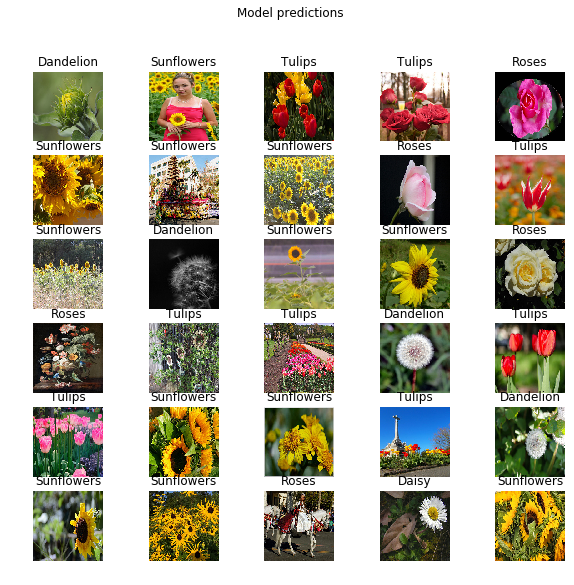 Model predictions
Dandelion Sunflowers Tulips Tulips Roses
Sunflowers Sunflowers Sunflowers Roses Tulips
Sunflowers Dandelion Sunflowers Sunflowers Roses
Roses Tulips Tulips Dandelion Tulips
Tulips Sunflowers Sunflowers Tulips Dandelion
Sunflowers Sunflowers Roses Daisy Sunflowers